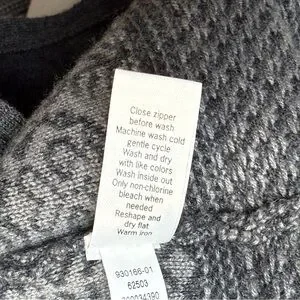 Close zipper
before wash
Machine wash cold
gentle cycle
Wash and dry
with like colors
Wash inside out
Only non-chlorine
bleach when
needed
Reshape and
dry flat
Warm iron
930166-01
62503